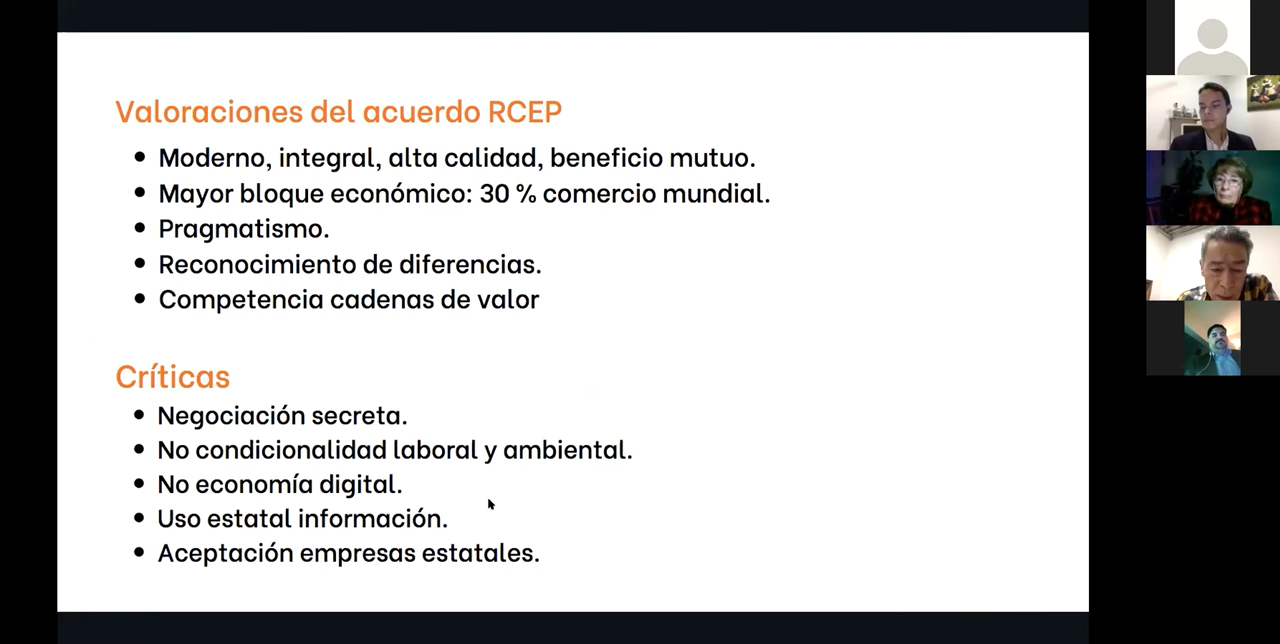 Valoraciones del acuerdo RCEP
• Moderno, integral, alta calidad, beneficio mutuo.
• Mayor bloque económico: 30 % comercio mundial.
• Pragmatismo.
• Reconocimiento de diferencias.
• Competencia cadenas de valor
Críticas
• Negociación secreta.
• No condicionalidad laboral y ambiental.
• No economía digital.
• Uso estatal información.
• Aceptación empresas estatales.